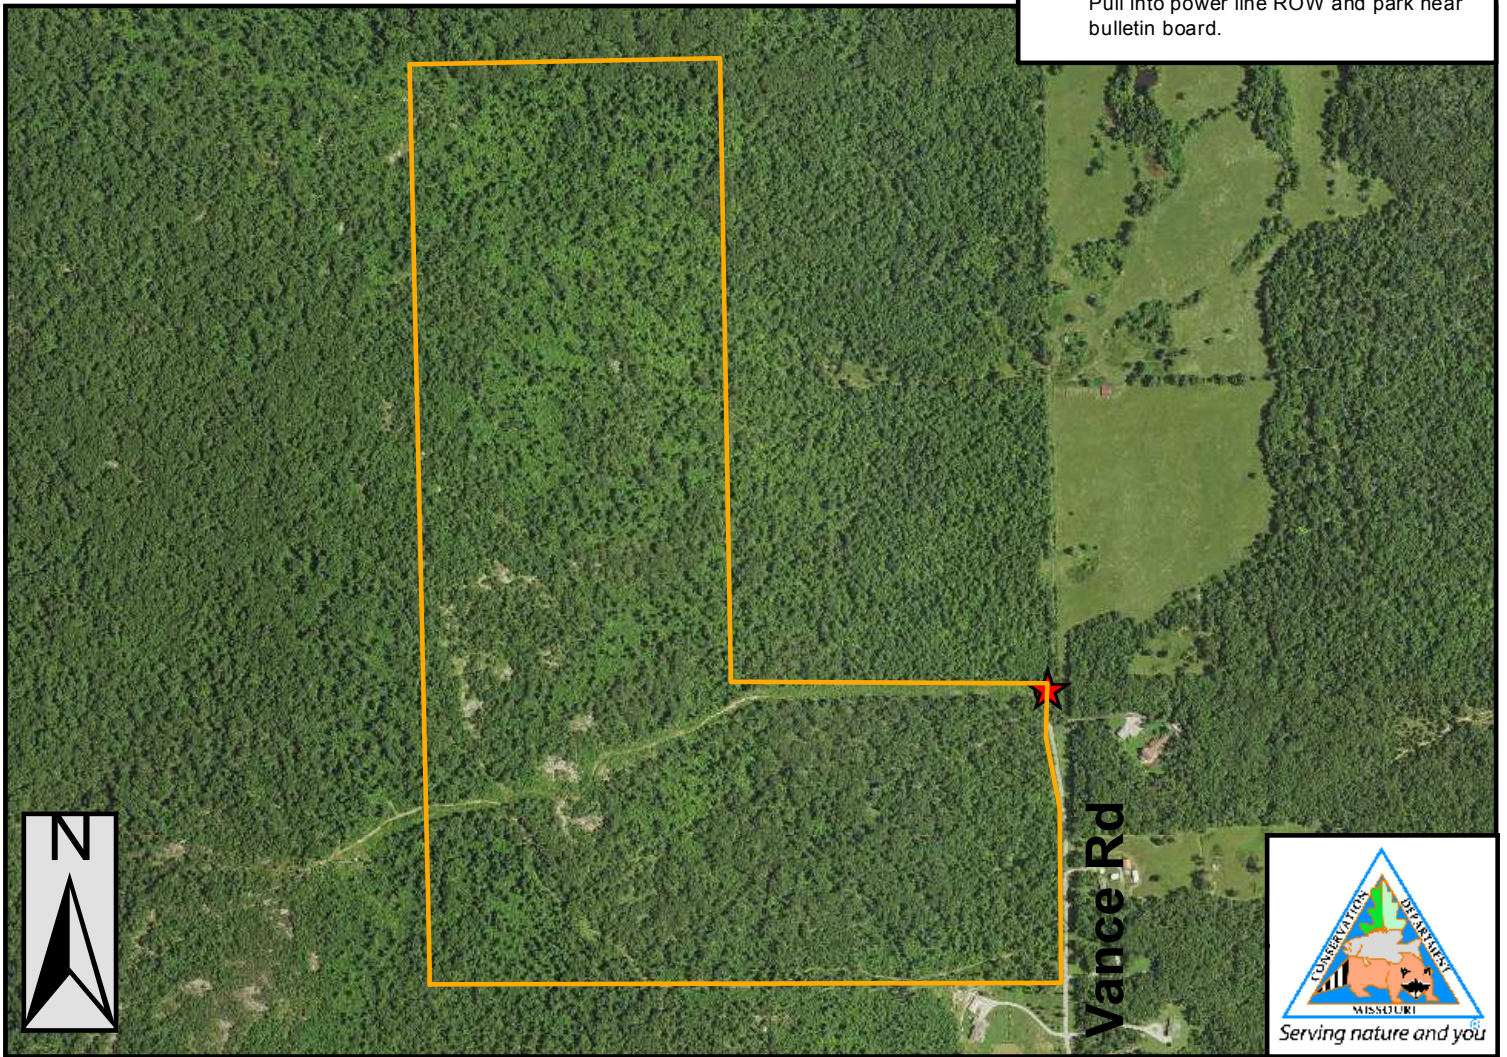 Pull into power line ROW and park near
bulletin board.
N
Vance Rd
CONSERVATION DEPARTMENT
MISSOURI
Serving nature and you